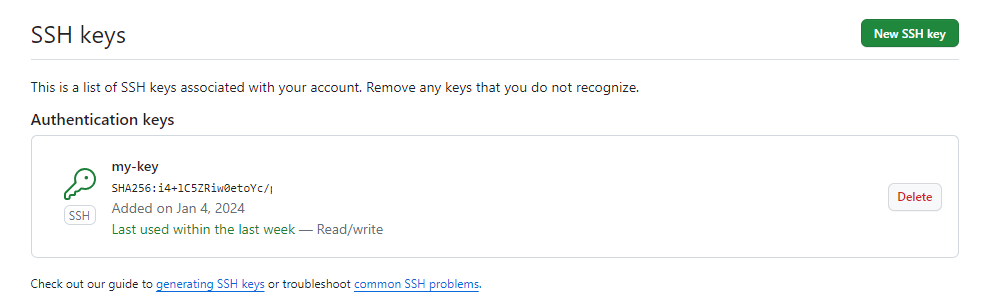 SSH keys
New SSH key
This is a list of SSH keys associated with your account. Remove any keys that you do not recognize.
Authentication keys
my-key
SHA256:i4+lC5ZRiw0etoYc/
SSH
Added on Jan 4, 2024
Last used within the last week — Read/write
Delete
Check out our guide to generating SSH keys or troubleshoot common SSH problems.